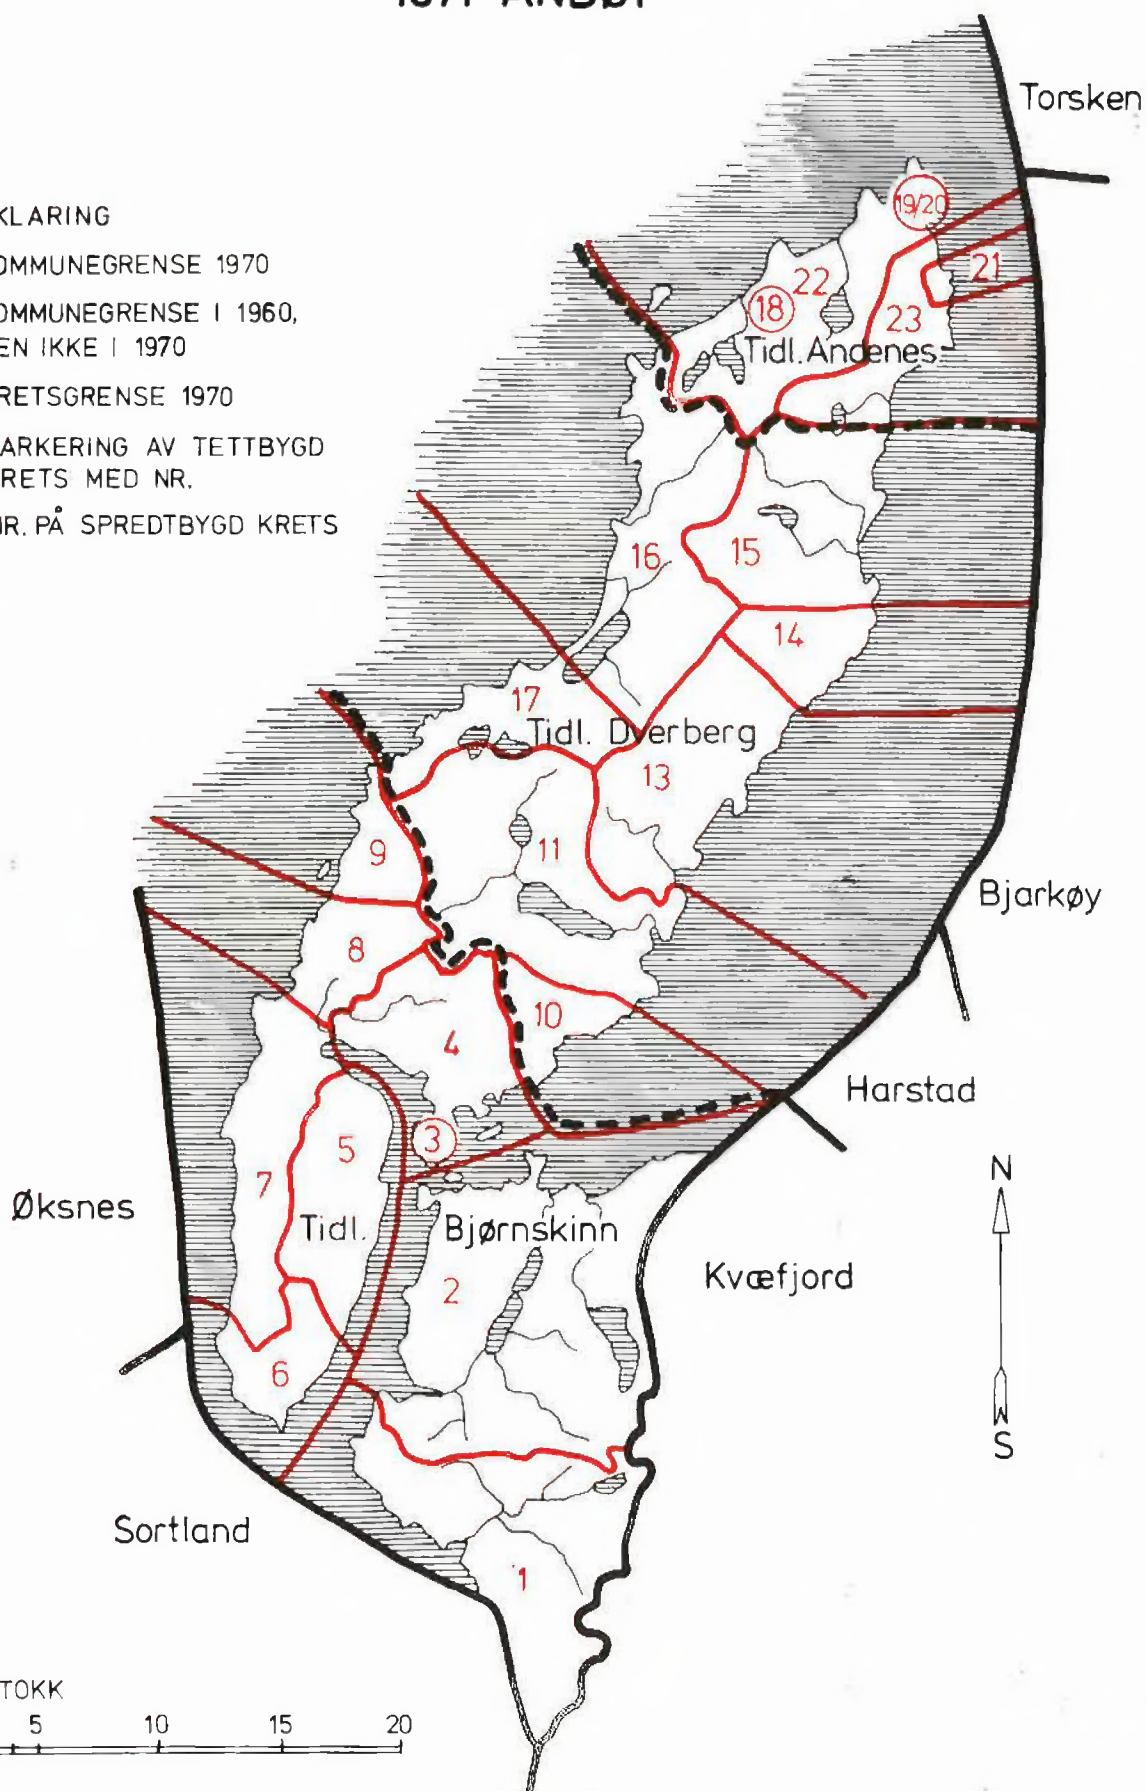 ANDØY
Torsken
KLARING
OMMUNEGRENSE 1970
OMMUNEGRENSE I 1960,
EN IKKE I 1970
RETSGRENSE 1970
ARKERING AV TETTBYGD
RETS MED NR.
NR. PÅ SPREDTBYGD KRETS
19/20
21
22
18
23
Tidl. Andenes
16
15
14
17
Tidl. Dverberg
13
11
9
Bjarkøy
8
10
4
Harstad
3
5
7
Øksnes
Tidl. Bjørnskinn
N
Kvæfjord
2
6
S
Sortland
1
TOKK
5 10 15 20